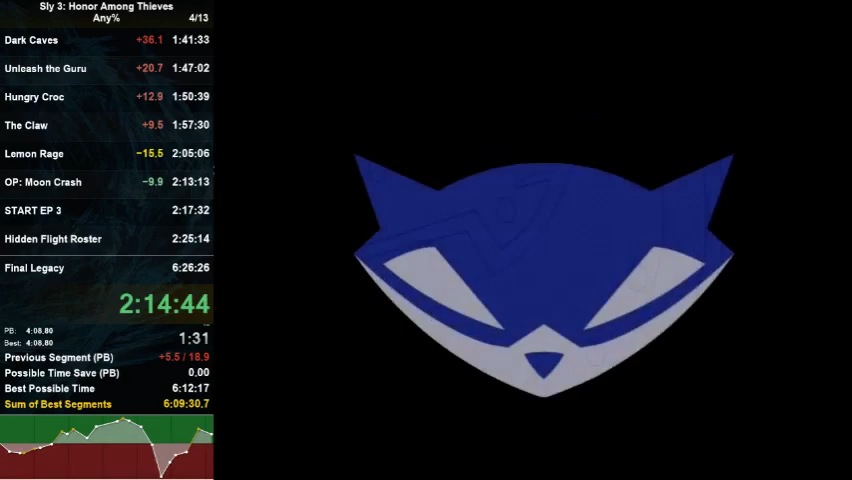 Sly 3: Honor Among Thieves
Any% 4/13
Dark Caves +36.1 1:41:33
Unleash the Guru +20.7 1:47:02
Hungry Croc +12.9 1:50:39
The Claw +9.5 1:57:30
Lemon Rage −15.5 2:05:06
OP: Moon Crash −9.9 2:13:13
START EP 3 2:17:32
Hidden Flight Roster 2:25:14
Final Legacy 6:26:26
2:14:44
PB: 4:08.80
Best: 4:08.80
1:31
Previous Segment (PB) +5.5 / 18.9
Possible Time Save (PB) 0.00
Best Possible Time 6:12:17
Sum of Best Segments 6:09:30.7